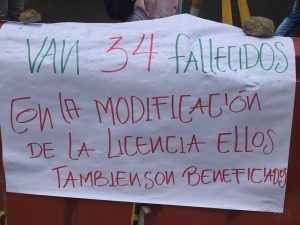 VAN 34 fallecidos
CON LA MODIFICACIÓN
DE LA LICENCIA ELLOS
TAMBIEN SON BENEFICIADOS